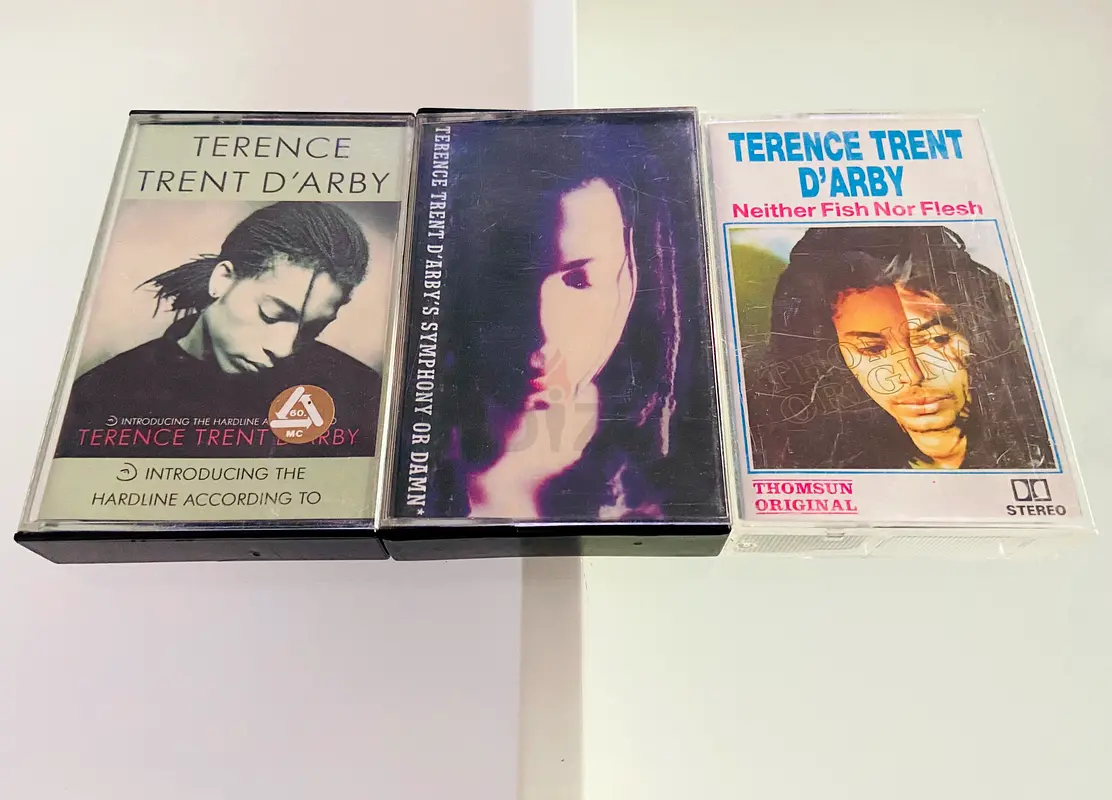 TERENCE
TRENT D'ARBY
INTRODUCING THE HARDLINE A
TERENCE TRENT D'ARBY
60.
MC
INTRODUCING THE
HARDLINE ACCORDING TO
TERENCE TRENT D'ARBY'S SYMPHONY OR DAMN*
TERENCE TRENT
D'ARBY
Neither Fish Nor Flesh
THOMSUN
ORIGINAL
THOMSUN
ORIGINAL
STEREO